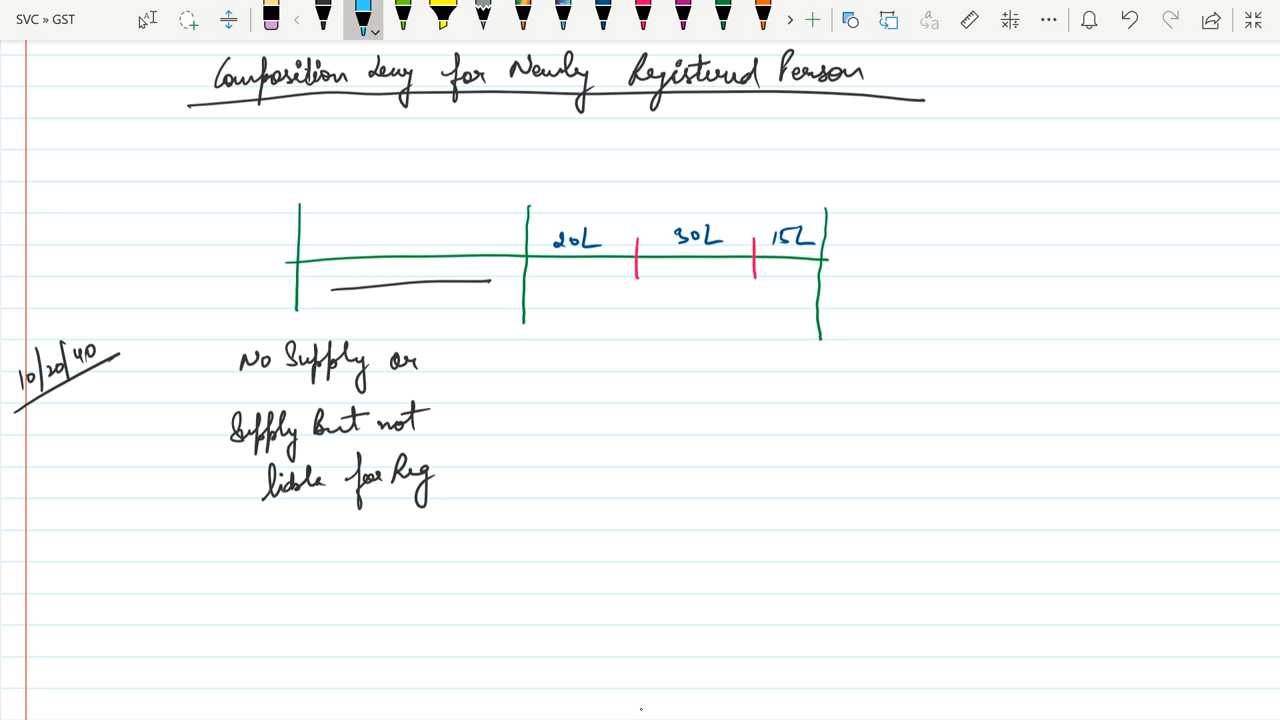 SVC » GST
Composition Levy for Newly Registered Person
20L 30L 15L
10/20/40
No Supply or
Supply But not
liable for Reg